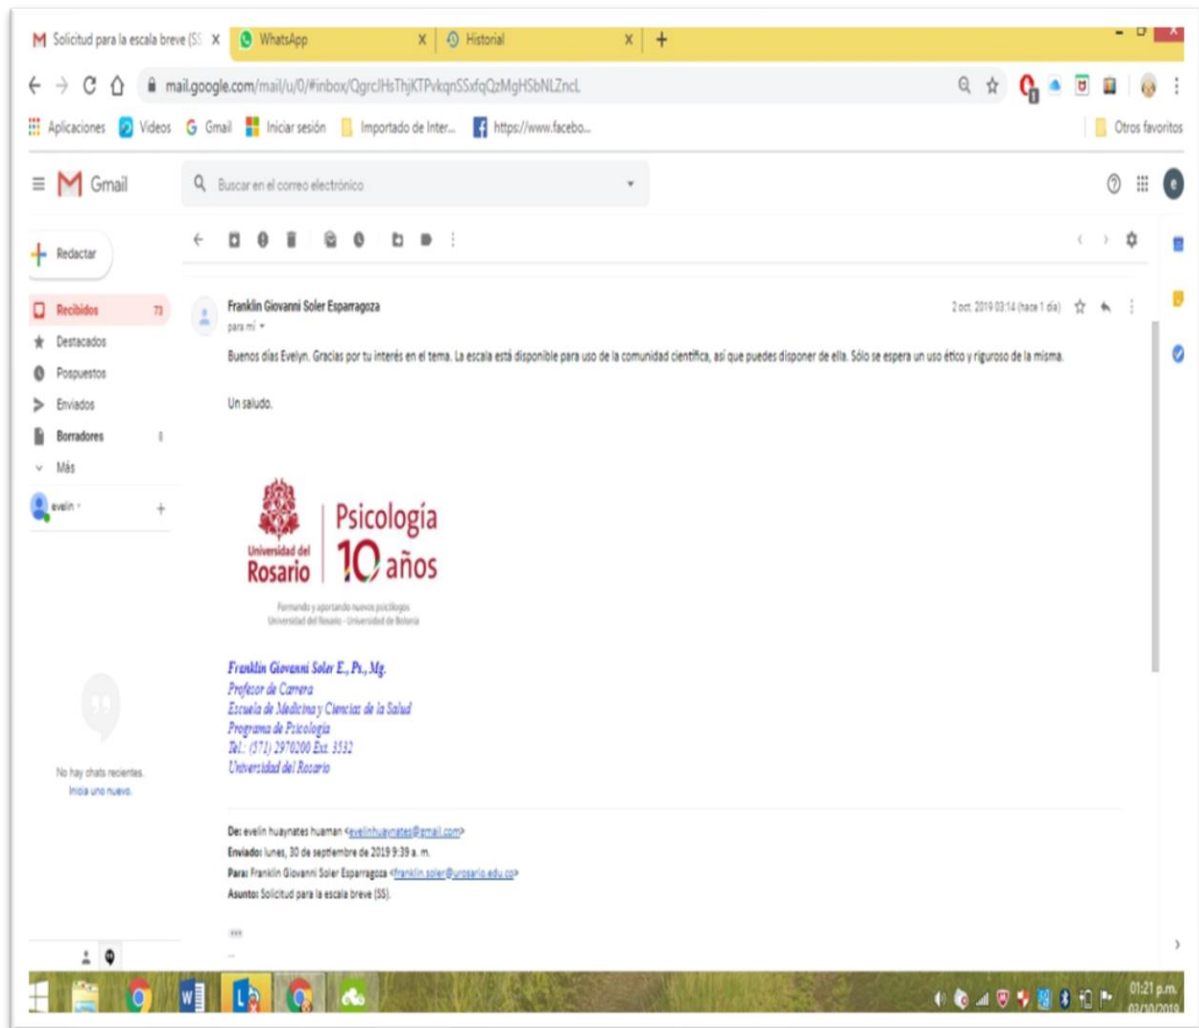 Solicitud para la escala breve (SS
WhatsApp
Historial
mail.google.com/mail/u/0/#inbox/QgrcJHsThjKTPvkqnSSxfqQzMgHSbNLZncL
Aplicaciones
Videos
Gmail
Iniciar sesión
Importado de Inter...
https://www.facebo...
Otros favoritos
Gmail
Buscar en el correo electrónico
Redactar
Recibidos 73
Destacados
Pospuestos
Enviados
Borradores 8
Más
evelin
No hay chats recientes.
Inicia uno nuevo.
Franklin Giovanni Soler Esparragoza
2 oct. 2019 03:14 (hace 1 día)
para mí
Buenos días Evelyn. Gracias por tu interés en el tema. La escala está disponible para uso de la comunidad científica, así que puedes disponer de ella. Sólo se espera un uso ético y riguroso de la misma.
Un saludo.
Universidad del
Rosario
Psicología
10 años
Formando y aportando nuevos psicólogos
Universidad del Rosario - Universidad de Bolonia
Franklin Giovanni Soler E., Ps., Mg.
Profesor de Carrera
Escuela de Medicina y Ciencias de la Salud
Programa de Psicología
Tel.: (571) 2970200 Ext. 3532
Universidad del Rosario
De: evelin huaynates huaman <evelinhuaynates@gmail.com>
Enviado: lunes, 30 de septiembre de 2019 9:39 a. m.
Para: Franklin Giovanni Soler Esparragoza <franklin.soler@urosario.edu.co>
Asunto: Solicitud para la escala breve (SS).
01:21 p.m.
03/10/2019